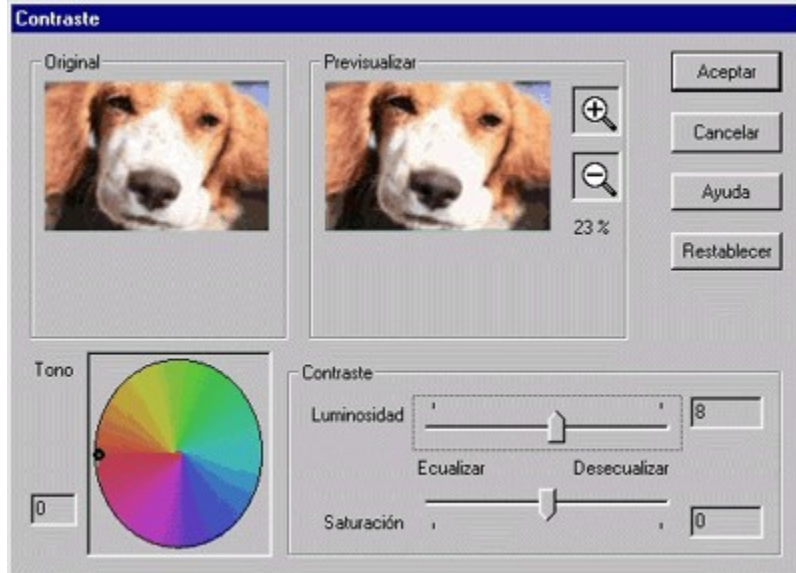 Contraste
Original
Previsualizar
Aceptar
Cancelar
Ayuda
23 %
Restablecer
Tono
Contraste
Luminosidad
8
Ecualizar Desecualizar
0
Saturación
0